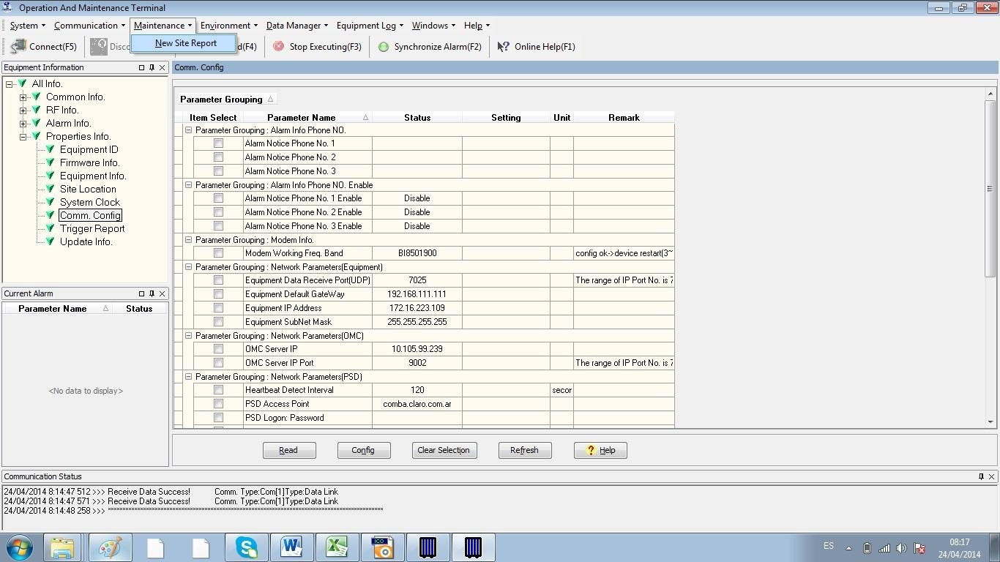 Operation And Maintenance Terminal
System Communication Maintenance Environment Data Manager Equipment Log Windows Help
New Site Report
Connect(F5) Disco d(F4) Stop Executing(F3) Synchronize Alarm(F2) Online Help(F1)
Equipment Information
Comm. Config
All Info.
Common Info.
RF Info.
Alarm Info.
Properties Info.
Equipment ID
Firmware Info.
Equipment Info.
Site Location
System Clock
Comm. Config
Trigger Report
Update Info.
Current Alarm
Parameter Name Status
<No data to display>
Parameter Grouping
Item Select Parameter Name Status Setting Unit Remark
Parameter Grouping : Alarm Info Phone NO.
Alarm Notice Phone No. 1
Alarm Notice Phone No. 2
Alarm Notice Phone No. 3
Parameter Grouping : Alarm Info Phone NO. Enable
Alarm Notice Phone No. 1 Enable Disable
Alarm Notice Phone No. 2 Enable Disable
Alarm Notice Phone No. 3 Enable Disable
Parameter Grouping : Modem Info.
Modem Working Freq. Band BI8501900 config ok->device restart(3~
Parameter Grouping : Network Parameters(Equipment)
Equipment Data Receive Port(UDP) 7025 The range of IP Port No. is 7
Equipment Default GateWay 192.168.111.111
Equipment IP Address 172.16.223.109
Equipment SubNet Mask 255.255.255.255
Parameter Grouping : Network Parameters(OMC)
OMC Server IP 10.105.99.239
OMC Server IP Port 9002 The range of IP Port No. is 7
Parameter Grouping : Network Parameters(PSD)
Heartbeat Detect Interval 120 secor
PSD Access Point comba.claro.com.ar
PSD Logon: Password
Read Config Clear Selection Refresh Help
Communication Status
24/04/2014 8:14:47 512 >>> Receive Data Success! Comm. Type:Com[1]Type:Data Link
24/04/2014 8:14:47 571 >>> Receive Data Success! Comm. Type:Com[1]Type:Data Link
24/04/2014 8:14:48 258 >>>
ICO
ES
08:17
24/04/2014